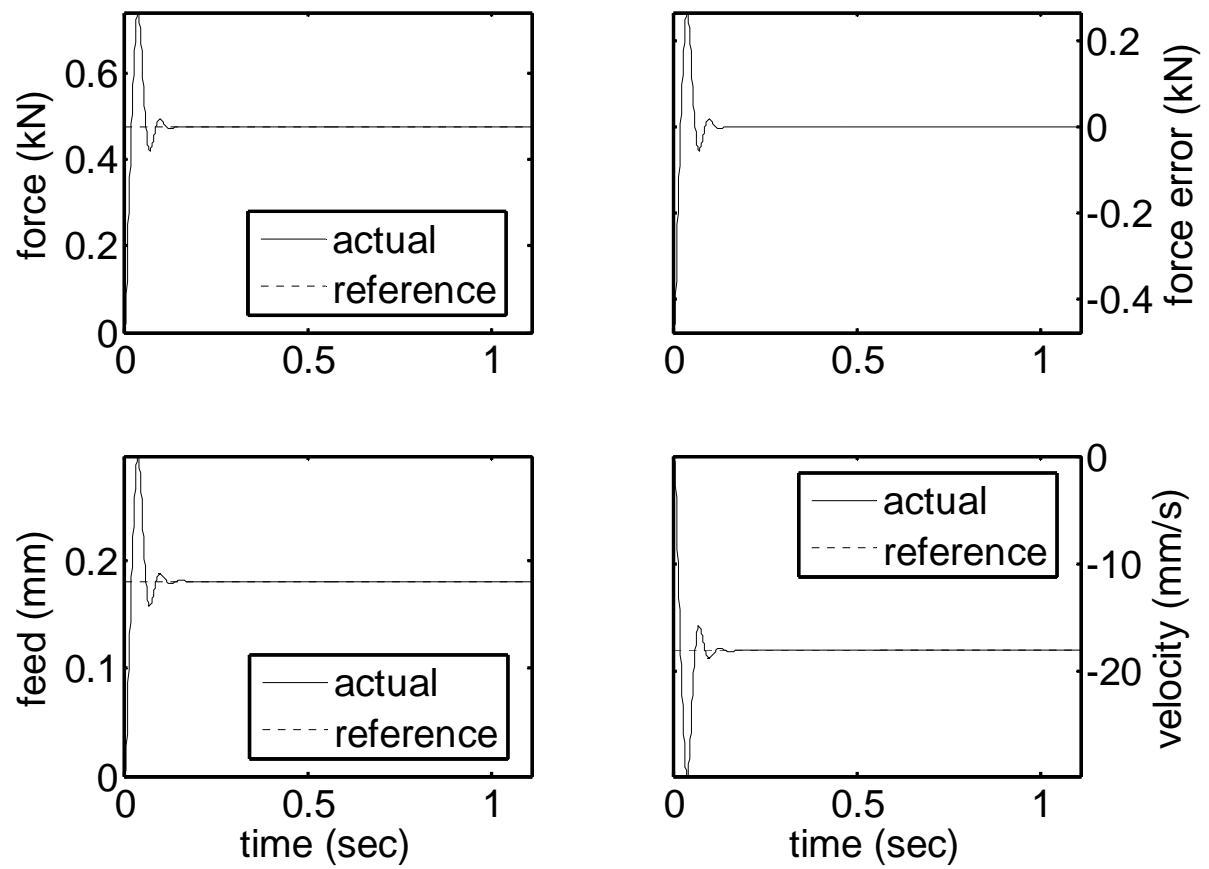 force (kN)
0.6
0.4
0.2
0
0
0.5
1
actual
reference
force error (kN)
0.2
0
-0.2
-0.4
0
0.5
1
feed (mm)
0.2
0.1
0
0
0.5
1
time (sec)
actual
reference
velocity (mm/s)
0
-10
-20
0
0.5
1
time (sec)
actual
reference